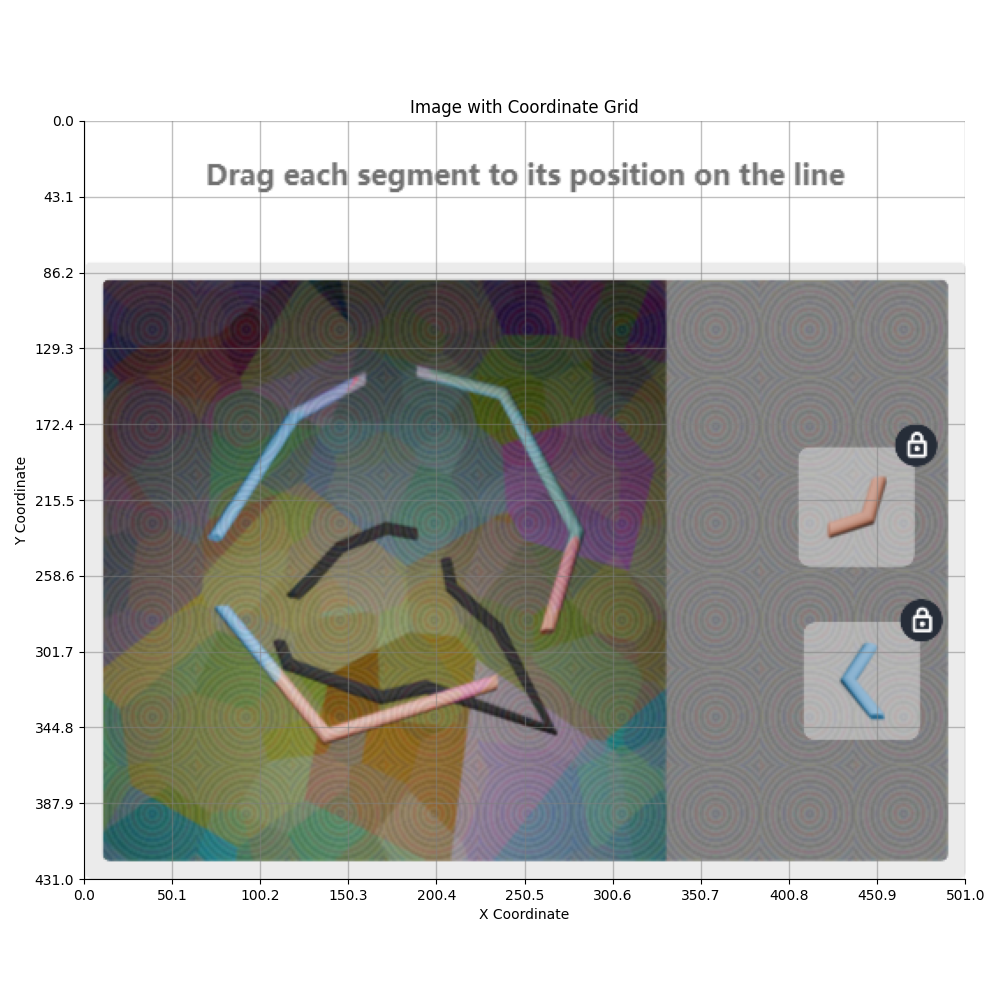 Image with Coordinate Grid
0.0
Drag each segment to its position on the line
43.1
86.2
129.3
172.4
215.5
258.6
301.7
344.8
387.9
431.0
Y Coordinate
0.0 50.1 100.2 150.3 200.4 250.5 300.6 350.7 400.8 450.9 501.0
X Coordinate